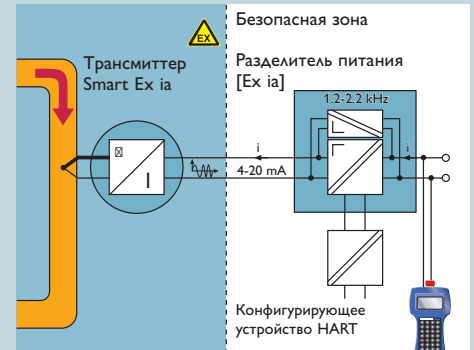 EX
Безопасная зона
Трансмиттер
Smart Ex ia
Разделитель питания
[Ex ia]
1.2-2.2 kHz
i
i
4-20 mA
I
Конфигурирующее
устройство HART